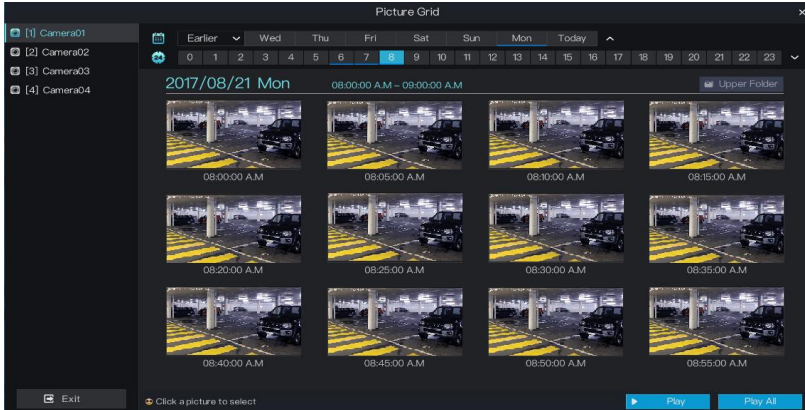 Picture Grid
[1] Camera01
[2] Camera02
[3] Camera03
[4] Camera04
Earlier Wed Thu Fri Sat Sun Mon Today
24 0 1 2 3 4 5 6 7 8 9 10 11 12 13 14 15 16 17 18 19 20 21 22 23
2017/08/21 Mon 08:00:00 A.M – 09:00:00 A.M Upper Folder
08:00:00 A.M 08:05:00 A.M 08:10:00 A.M 08:15:00 A.M
08:20:00 A.M 08:25:00 A.M 08:30:00 A.M 08:35:00 A.M
08:40:00 A.M 08:45:00 A.M 08:50:00 A.M 08:55:00 A.M
Exit Click a picture to select Play Play All